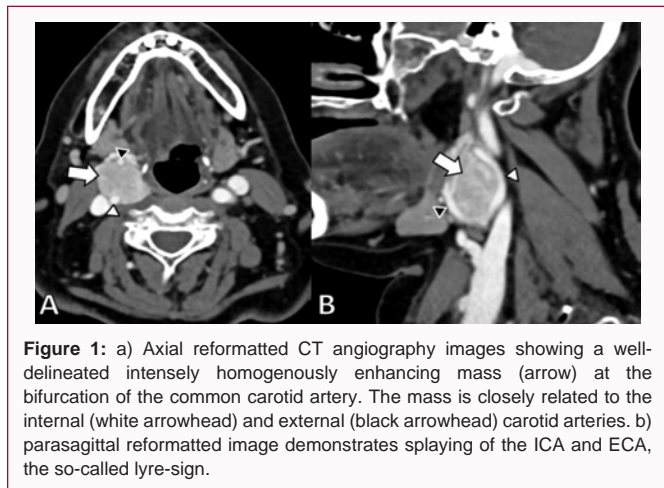 A
B
Figure 1: a) Axial reformatted CT angiography images showing a well-
delineated intensely homogenously enhancing mass (arrow) at the
bifurcation of the common carotid artery. The mass is closely related to the
internal (white arrowhead) and external (black arrowhead) carotid arteries. b)
parasagittal reformatted image demonstrates splaying of the ICA and ECA,
the so-called lyre-sign.